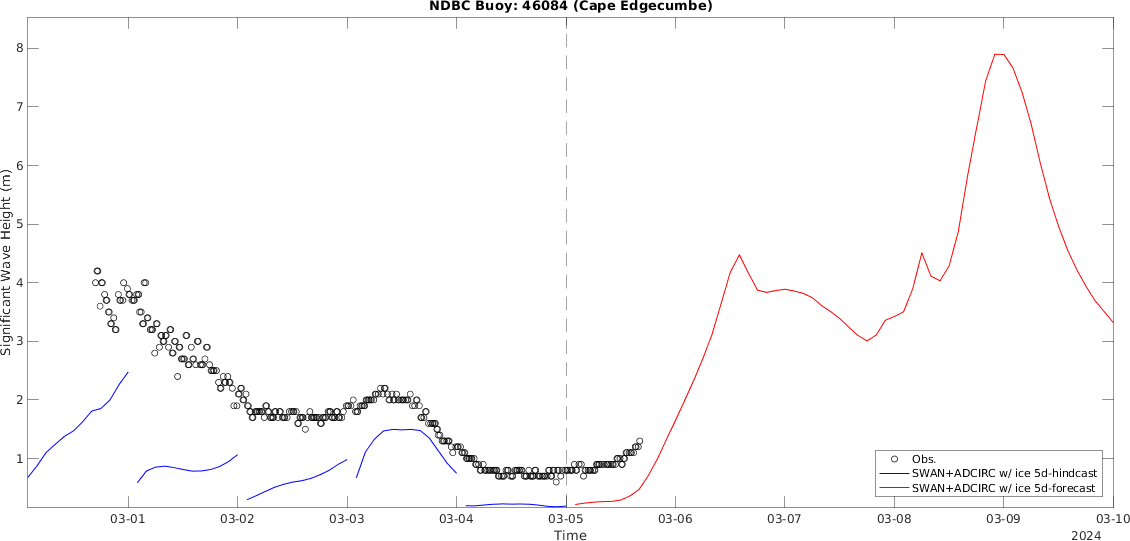 NDBC Buoy: 46084 (Cape Edgecumbe)
8
7
6
5
4
3
2
1
Significant Wave Height (m)
Obs.
SWAN+ADCIRC w/ ice 5d-hindcast
SWAN+ADCIRC w/ ice 5d-forecast
03-01 03-02 03-03 03-04 03-05 03-06 03-07 03-08 03-09 03-10
Time
2024